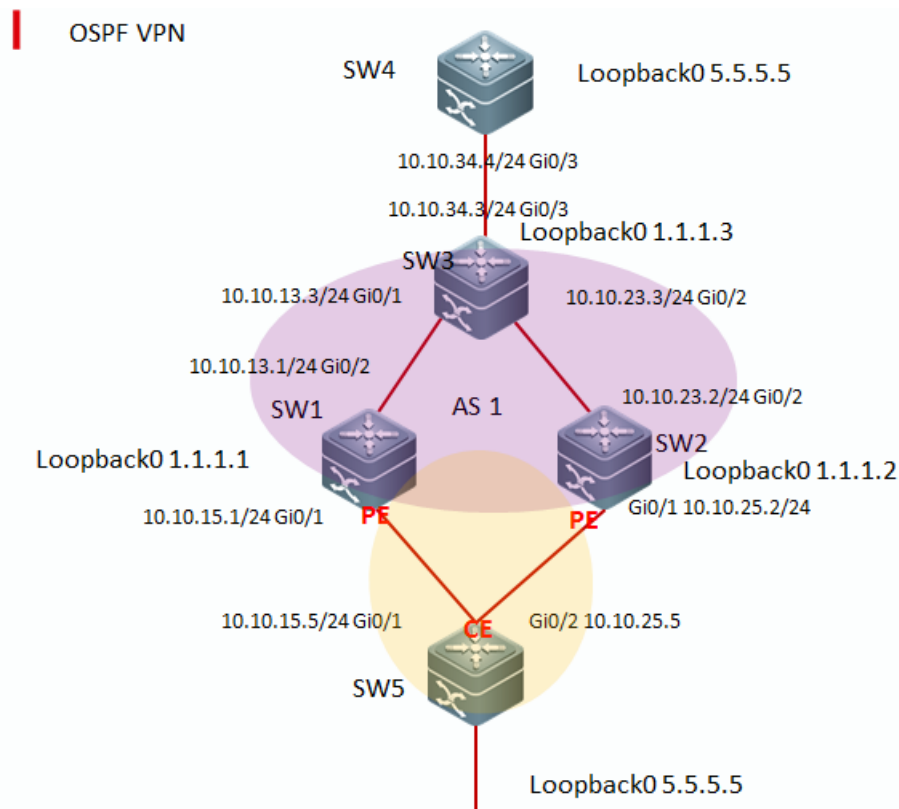 OSPF VPN
SW4
Loopback0 5.5.5.5
10.10.34.4/24 Gi0/3
10.10.34.3/24 Gi0/3
Loopback0 1.1.1.3
SW3
10.10.13.3/24 Gi0/1
10.10.23.3/24 Gi0/2
10.10.13.1/24 Gi0/2
10.10.23.2/24 Gi0/2
SW1
AS 1
SW2
Loopback0 1.1.1.1
Loopback0 1.1.1.2
Gi0/1 10.10.25.2/24
10.10.15.1/24 Gi0/1
PE
PE
10.10.15.5/24 Gi0/1
CE
Gi0/2 10.10.25.5
SW5
Loopback0 5.5.5.5